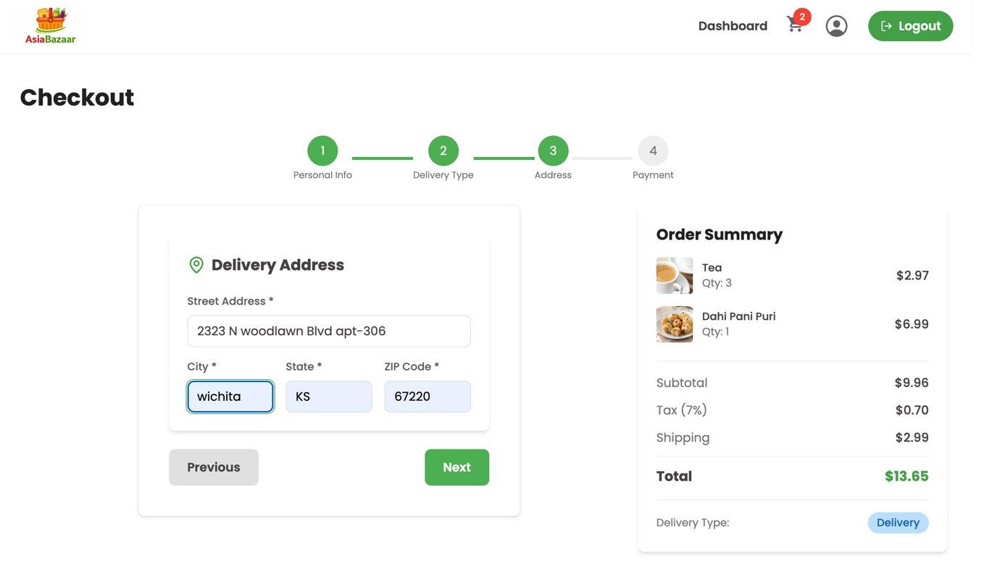 AsiaBazaar
Dashboard
2
Logout
Checkout
1
2
3
4
Personal Info
Delivery Type
Address
Payment
Delivery Address
Street Address *
2323 N woodlawn Blvd apt-306
City *
State *
ZIP Code *
wichita
KS
67220
Previous
Next
Order Summary
Tea
Qty: 3
$2.97
Dahi Pani Puri
Qty: 1
$6.99
Subtotal
$9.96
Tax (7%)
$0.70
Shipping
$2.99
Total
$13.65
Delivery Type:
Delivery